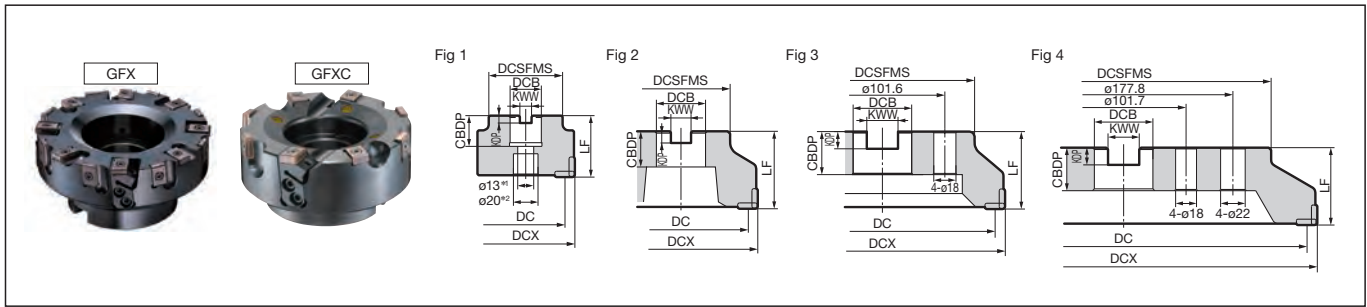 GFX
GFXC
Fig 1
DCSFMS
DCB
KWW
CBDP
KDP
LF
ø13*1
ø20*2
DC
DCX
Fig 2
DCSFMS
DCB
KWW
CBDP
KDP
LF
DC
DCX
Fig 3
DCSFMS
ø101.6
DCB
KWW
CBDP
KDP
LF
4-ø18
DC
DCX
Fig 4
DCSFMS
ø177.8
ø101.7
DCB
KWW
CBDP
KDP
LF
4-ø18
4-ø22
DC
DCX